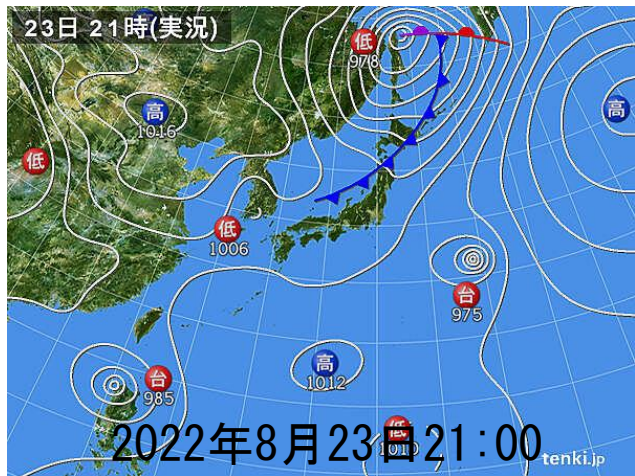 23日 21時(実況)
低
978
高
1016
高
低
低
1006
台
975
高
1012
台
985
低
1010
2022年8月23日21:00
tenki.jp